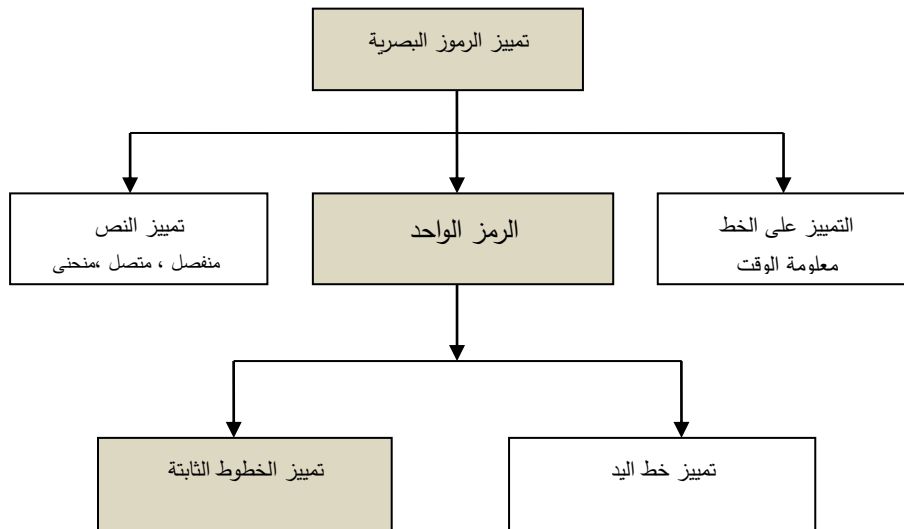 تمييز الرموز البصرية
التمييز على الخط
معلومة الوقت
الرمز الواحد
تمييز النص
منفصل ، متصل ،منحنى
تمييز خط اليد
تمييز الخطوط الثابتة